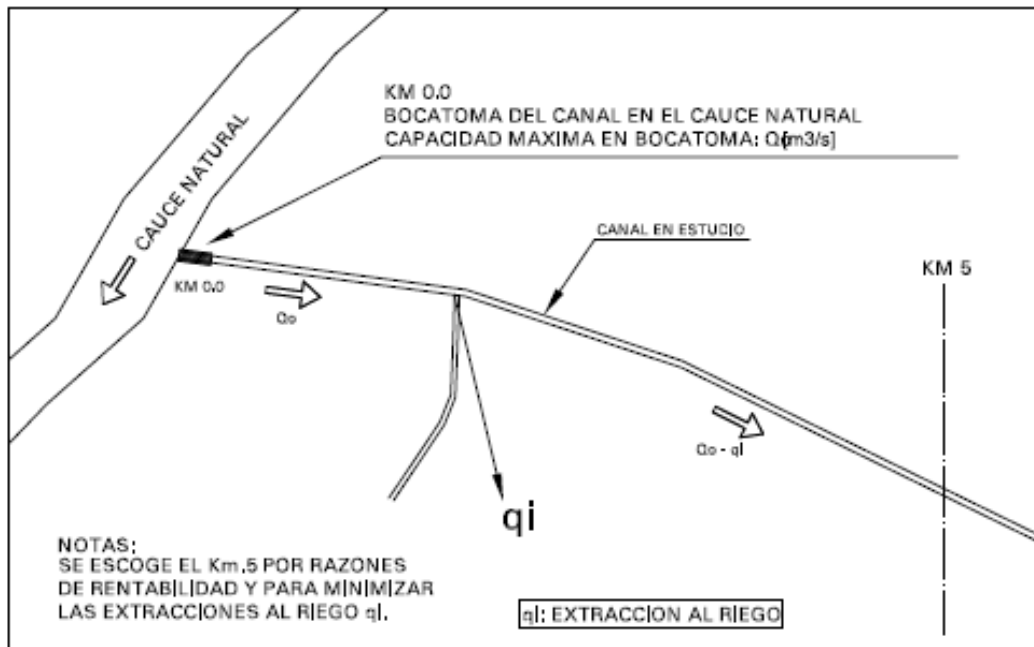 KM 0.0
BOCATOMA DEL CANAL EN EL CAUCE NATURAL
CAPACIDAD MAXIMA EN BOCATOMA: Q[m3/s]
CAUCE NATURAL
CANAL EN ESTUDIO
KM 5
KM 0.0
Qo
Qo - qi
qi
NOTAS:
SE ESCOGE EL Km.5 POR RAZONES
DE RENTABILIDAD Y PARA MINIMIZAR
LAS EXTRACCIONES AL RIEGO qi.
qi: EXTRACCION AL RIEGO